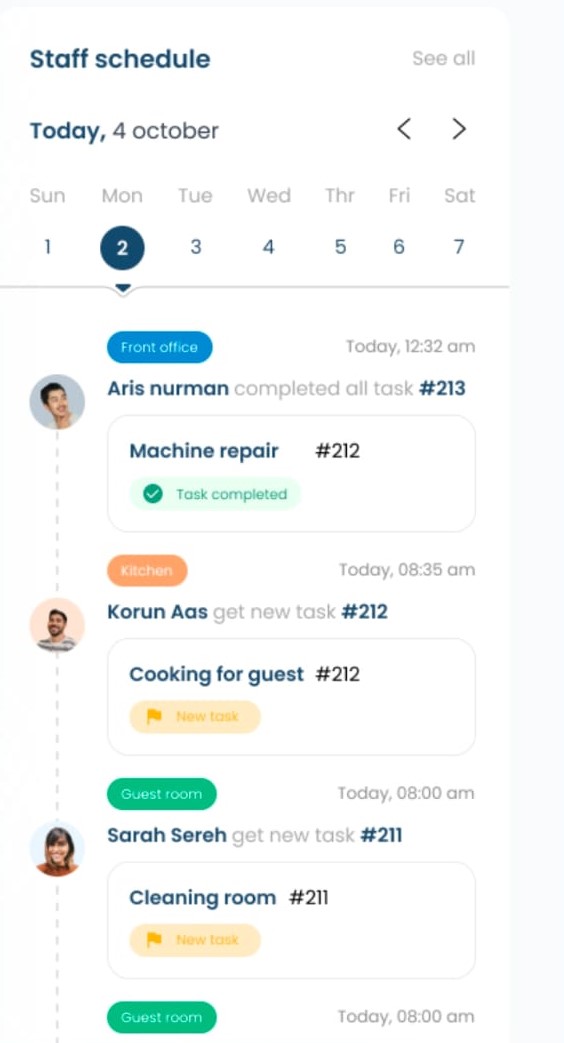 Staff schedule See all
Today, 4 october
Sun Mon Tue Wed Thr Fri Sat
1 2 3 4 5 6 7
Front office Today, 12:32 am
Aris nurman completed all task #213
Machine repair #212
Task completed
Kitchen Today, 08:35 am
Korun Aas get new task #212
Cooking for guest #212
New task
Guest room Today, 08:00 am
Sarah Sereh get new task #211
Cleaning room #211
New task
Guest room Today, 08:00 am